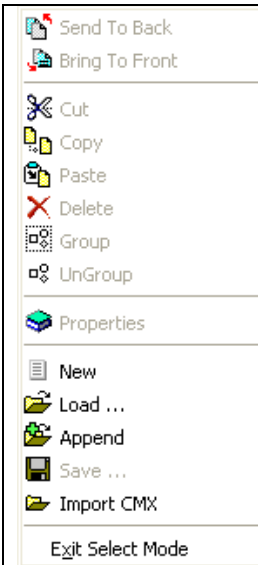 Send To Back
Bring To Front
Cut
Copy
Paste
Delete
Group
UnGroup
Properties
New
Load ...
Append
Save ...
Import CMX
Exit Select Mode